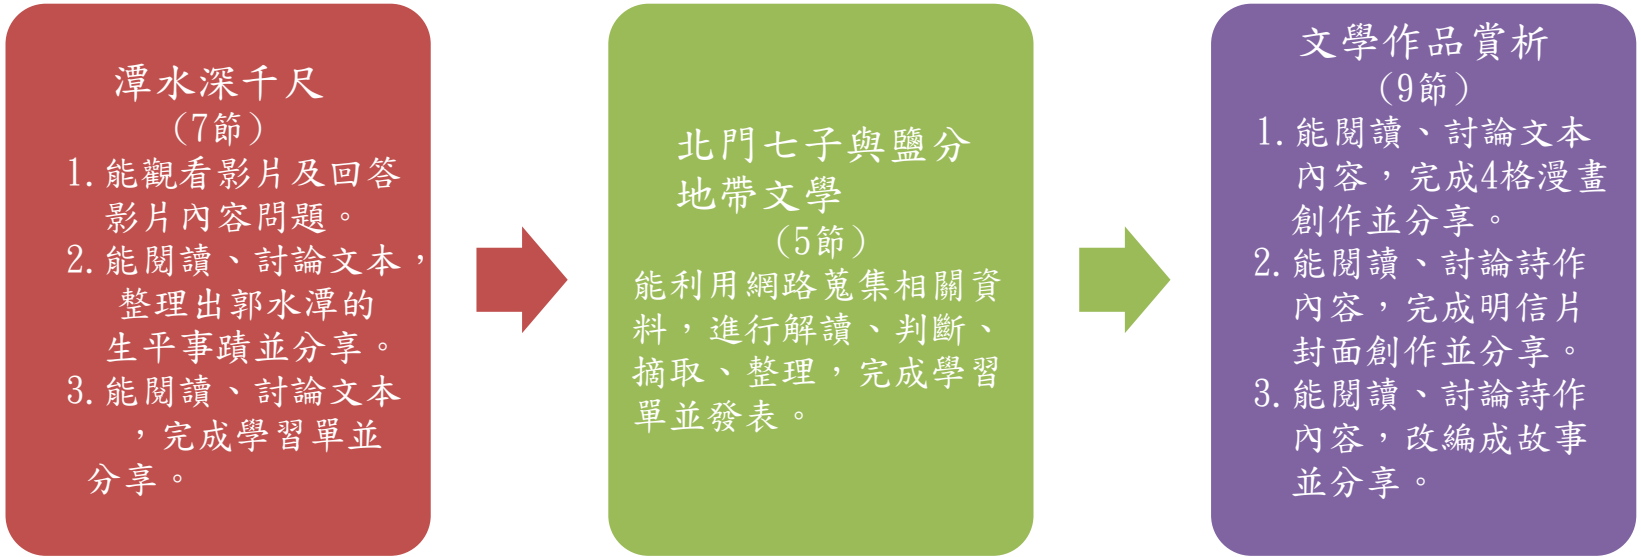 潭水深千尺
(7節)
1.能觀看影片及回答
影片內容問題。
2.能閱讀、討論文本，
整理出郭水潭的
生平事蹟並分享。
3.能閱讀、討論文本
，完成學習單並
分享。
北門七子與鹽分
地帶文學
(5節)
能利用網路蒐集相關資
料，進行解讀、判斷、
摘取、整理，完成學習
單並發表。
文學作品賞析
(9節)
1.能閱讀、討論文本
內容，完成4格漫畫
創作並分享。
2.能閱讀、討論詩作
內容，完成明信片
封面創作並分享。
3.能閱讀、討論詩作
內容，改編成故事
並分享。